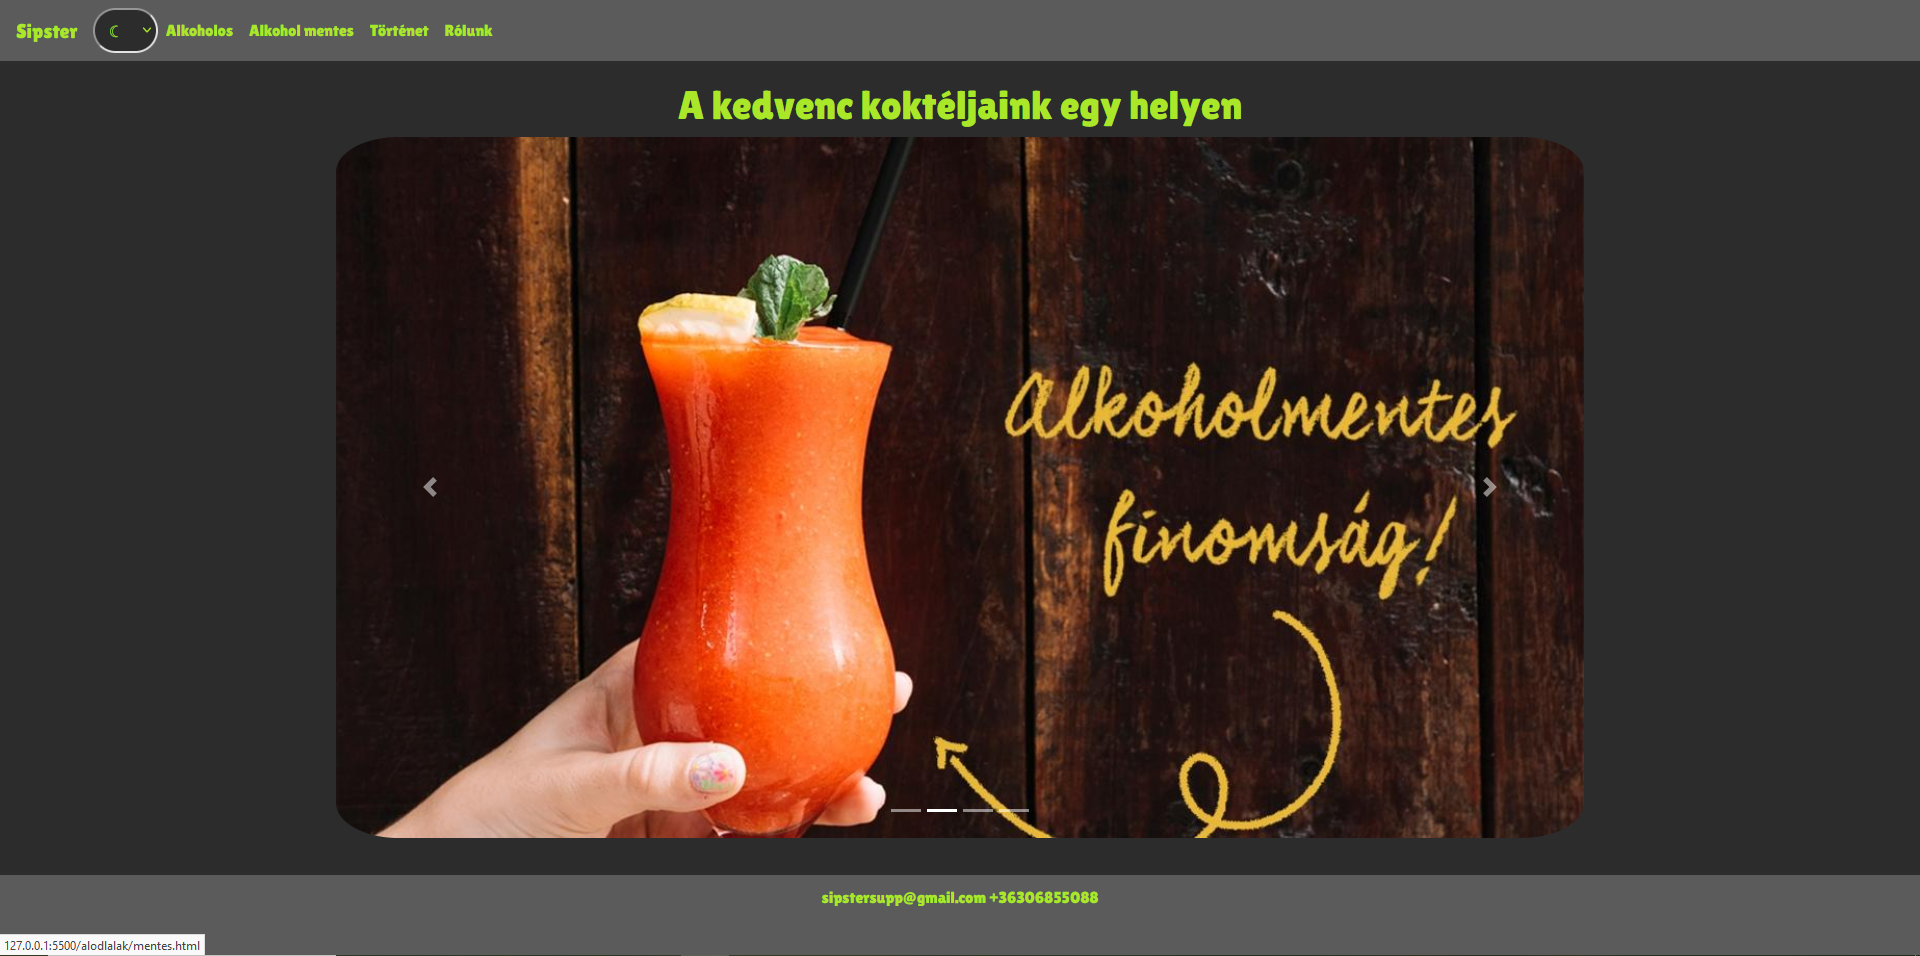 Sipster ☾ Alkoholos Alkohol mentes Történet Rólunk
A kedvenc koktéljaink egy helyen
Alkoholmentes
finomság!
sipstersupp@gmail.com +36306855088
127.0.0.1:5500/alodlalak/mentes.html